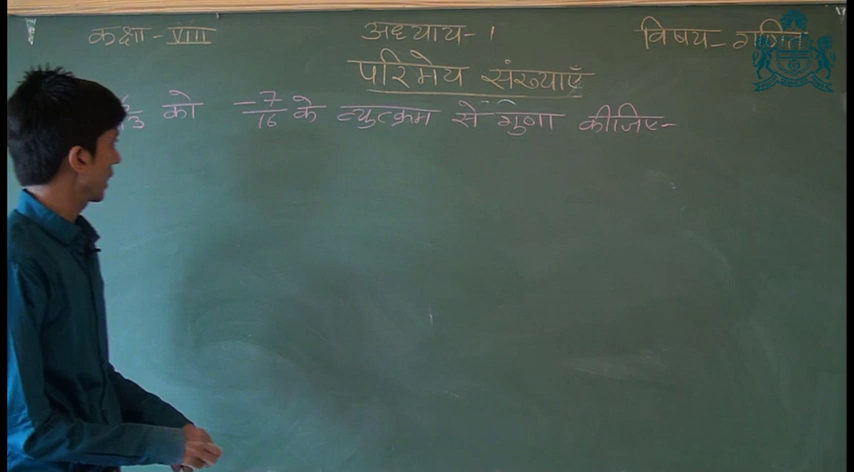 कक्षा - VIII अध्याय - 1 विषय - गणित
परिमेय संख्याएँ
को -7/16 के व्युत्क्रम से गुणा कीजिए -